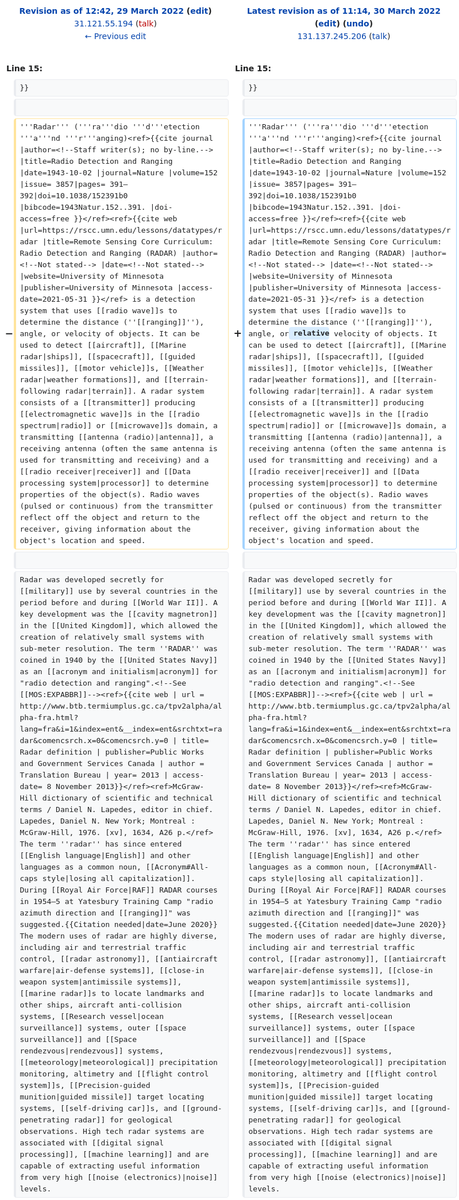 Revision as of 12:42, 29 March 2022 (edit)
31.121.55.194 (talk)
← Previous edit
Latest revision as of 11:14, 30 March 2022
(edit) (undo)
131.137.245.206 (talk)
Line 15:
}}
−
'''Radar''' ('''ra'''dio '''d'''etection
'''a'''nd '''r'''anging)<ref>{{cite journal
|author=<!--Staff writer(s); no by-line.-->
|title=Radio Detection and Ranging
|date=1943-10-02 |journal=Nature |volume=152
|issue= 3857|pages= 391–
392|doi=10.1038/152391b0
|bibcode=1943Natur.152..391. |doi-
access=free }}</ref><ref>{{cite web
|url=https://rscc.umn.edu/lessons/datatypes/r
adar |title=Remote Sensing Core Curriculum:
Radio Detection and Ranging (RADAR) |author=
<!--Not stated--> |date=<!--Not stated-->
|website=University of Minnesota
|publisher=University of Minnesota |access-
date=2021-05-31 }}</ref> is a detection
system that uses [[radio wave]]s to
determine the distance (''[[ranging]]''),
angle, or velocity of objects. It can be
used to detect [[aircraft]], [[Marine
radar|ships]], [[spacecraft]], [[guided
missiles]], [[motor vehicle]]s, [[Weather
radar|weather formations]], and [[terrain-
following radar|terrain]]. A radar system
consists of a [[transmitter]] producing
[[electromagnetic wave]]s in the [[radio
spectrum|radio]] or [[microwave]]s domain, a
transmitting [[antenna (radio)|antenna]], a
receiving antenna (often the same antenna is
used for transmitting and receiving) and a
[[radio receiver|receiver]] and [[Data
processing system|processor]] to determine
properties of the object(s). Radio waves
(pulsed or continuous) from the transmitter
reflect off the object and return to the
receiver, giving information about the
object's location and speed.
Radar was developed secretly for
[[military]] use by several countries in the
period before and during [[World War II]]. A
key development was the [[cavity magnetron]]
in the [[United Kingdom]], which allowed the
creation of relatively small systems with
sub-meter resolution. The term ''RADAR'' was
coined in 1940 by the [[United States Navy]]
as an [[acronym and initialism|acronym]] for
"radio detection and ranging".<!--See
[[MOS:EXPABBR]]--><ref>{{cite web | url =
http://www.btb.termiumplus.gc.ca/tpv2alpha/al
pha-fra.html?
lang=fra&i=1&index=ent&__index=ent&srchtxt=ra
dar&comencsrch.x=0&comencsrch.y=0 | title=
Radar definition | publisher=Public Works
and Government Services Canada | author =
Translation Bureau | year= 2013 | access-
date= 8 November 2013}}</ref><ref>McGraw-
Hill dictionary of scientific and technical
terms / Daniel N. Lapedes, editor in chief.
Lapedes, Daniel N. New York; Montreal :
McGraw-Hill, 1976. [xv], 1634, A26 p.</ref>
The term ''radar'' has since entered
[[English language|English]] and other
languages as a common noun, [[Acronym#All-
caps style|losing all capitalization]].
During [[Royal Air Force|RAF]] RADAR courses
in 1954–5 at Yatesbury Training Camp "radio
azimuth direction and [[ranging]]" was
suggested.{{Citation needed|date=June 2020}}
The modern uses of radar are highly diverse,
including air and terrestrial traffic
control, [[radar astronomy]], [[antiaircraft
warfare|air-defense systems]], [[close-in
weapon system|antimissile systems]],
[[marine radar]]s to locate landmarks and
other ships, aircraft anti-collision
systems, [[Research vessel|ocean
surveillance]] systems, outer [[space
surveillance]] and [[Space
rendezvous|rendezvous]] systems,
[[meteorology|meteorological]] precipitation
monitoring, altimetry and [[flight control
system]]s, [[Precision-guided
munition|guided missile]] target locating
systems, [[self-driving car]]s, and [[ground-
penetrating radar]] for geological
observations. High tech radar systems are
associated with [[digital signal
processing]], [[machine learning]] and are
capable of extracting useful information
from very high [[noise (electronics)|noise]]
levels.
Line 15:
}}
+
'''Radar''' ('''ra'''dio '''d'''etection
'''a'''nd '''r'''anging)<ref>{{cite journal
|author=<!--Staff writer(s); no by-line.-->
|title=Radio Detection and Ranging
|date=1943-10-02 |journal=Nature |volume=152
|issue= 3857|pages= 391–
392|doi=10.1038/152391b0
|bibcode=1943Natur.152..391. |doi-
access=free }}</ref><ref>{{cite web
|url=https://rscc.umn.edu/lessons/datatypes/r
adar |title=Remote Sensing Core Curriculum:
Radio Detection and Ranging (RADAR) |author=
<!--Not stated--> |date=<!--Not stated-->
|website=University of Minnesota
|publisher=University of Minnesota |access-
date=2021-05-31 }}</ref> is a detection
system that uses [[radio wave]]s to
determine the distance (''[[ranging]]''),
angle, or relative velocity of objects. It
can be used to detect [[aircraft]], [[Marine
radar|ships]], [[spacecraft]], [[guided
missiles]], [[motor vehicle]]s, [[Weather
radar|weather formations]], and [[terrain-
following radar|terrain]]. A radar system
consists of a [[transmitter]] producing
[[electromagnetic wave]]s in the [[radio
spectrum|radio]] or [[microwave]]s domain, a
transmitting [[antenna (radio)|antenna]], a
receiving antenna (often the same antenna is
used for transmitting and receiving) and a
[[radio receiver|receiver]] and [[Data
processing system|processor]] to determine
properties of the object(s). Radio waves
(pulsed or continuous) from the transmitter
reflect off the object and return to the
receiver, giving information about the
object's location and speed.
Radar was developed secretly for
[[military]] use by several countries in the
period before and during [[World War II]]. A
key development was the [[cavity magnetron]]
in the [[United Kingdom]], which allowed the
creation of relatively small systems with
sub-meter resolution. The term ''RADAR'' was
coined in 1940 by the [[United States Navy]]
as an [[acronym and initialism|acronym]] for
"radio detection and ranging".<!--See
[[MOS:EXPABBR]]--><ref>{{cite web | url =
http://www.btb.termiumplus.gc.ca/tpv2alpha/al
pha-fra.html?
lang=fra&i=1&index=ent&__index=ent&srchtxt=ra
dar&comencsrch.x=0&comencsrch.y=0 | title=
Radar definition | publisher=Public Works
and Government Services Canada | author =
Translation Bureau | year= 2013 | access-
date= 8 November 2013}}</ref><ref>McGraw-
Hill dictionary of scientific and technical
terms / Daniel N. Lapedes, editor in chief.
Lapedes, Daniel N. New York; Montreal :
McGraw-Hill, 1976. [xv], 1634, A26 p.</ref>
The term ''radar'' has since entered
[[English language|English]] and other
languages as a common noun, [[Acronym#All-
caps style|losing all capitalization]].
During [[Royal Air Force|RAF]] RADAR courses
in 1954–5 at Yatesbury Training Camp "radio
azimuth direction and [[ranging]]" was
suggested.{{Citation needed|date=June 2020}}
The modern uses of radar are highly diverse,
including air and terrestrial traffic
control, [[radar astronomy]], [[antiaircraft
warfare|air-defense systems]], [[close-in
weapon system|antimissile systems]],
[[marine radar]]s to locate landmarks and
other ships, aircraft anti-collision
systems, [[Research vessel|ocean
surveillance]] systems, outer [[space
surveillance]] and [[Space
rendezvous|rendezvous]] systems,
[[meteorology|meteorological]] precipitation
monitoring, altimetry and [[flight control
system]]s, [[Precision-guided
munition|guided missile]] target locating
systems, [[self-driving car]]s, and [[ground-
penetrating radar]] for geological
observations. High tech radar systems are
associated with [[digital signal
processing]], [[machine learning]] and are
capable of extracting useful information
from very high [[noise (electronics)|noise]]
levels.